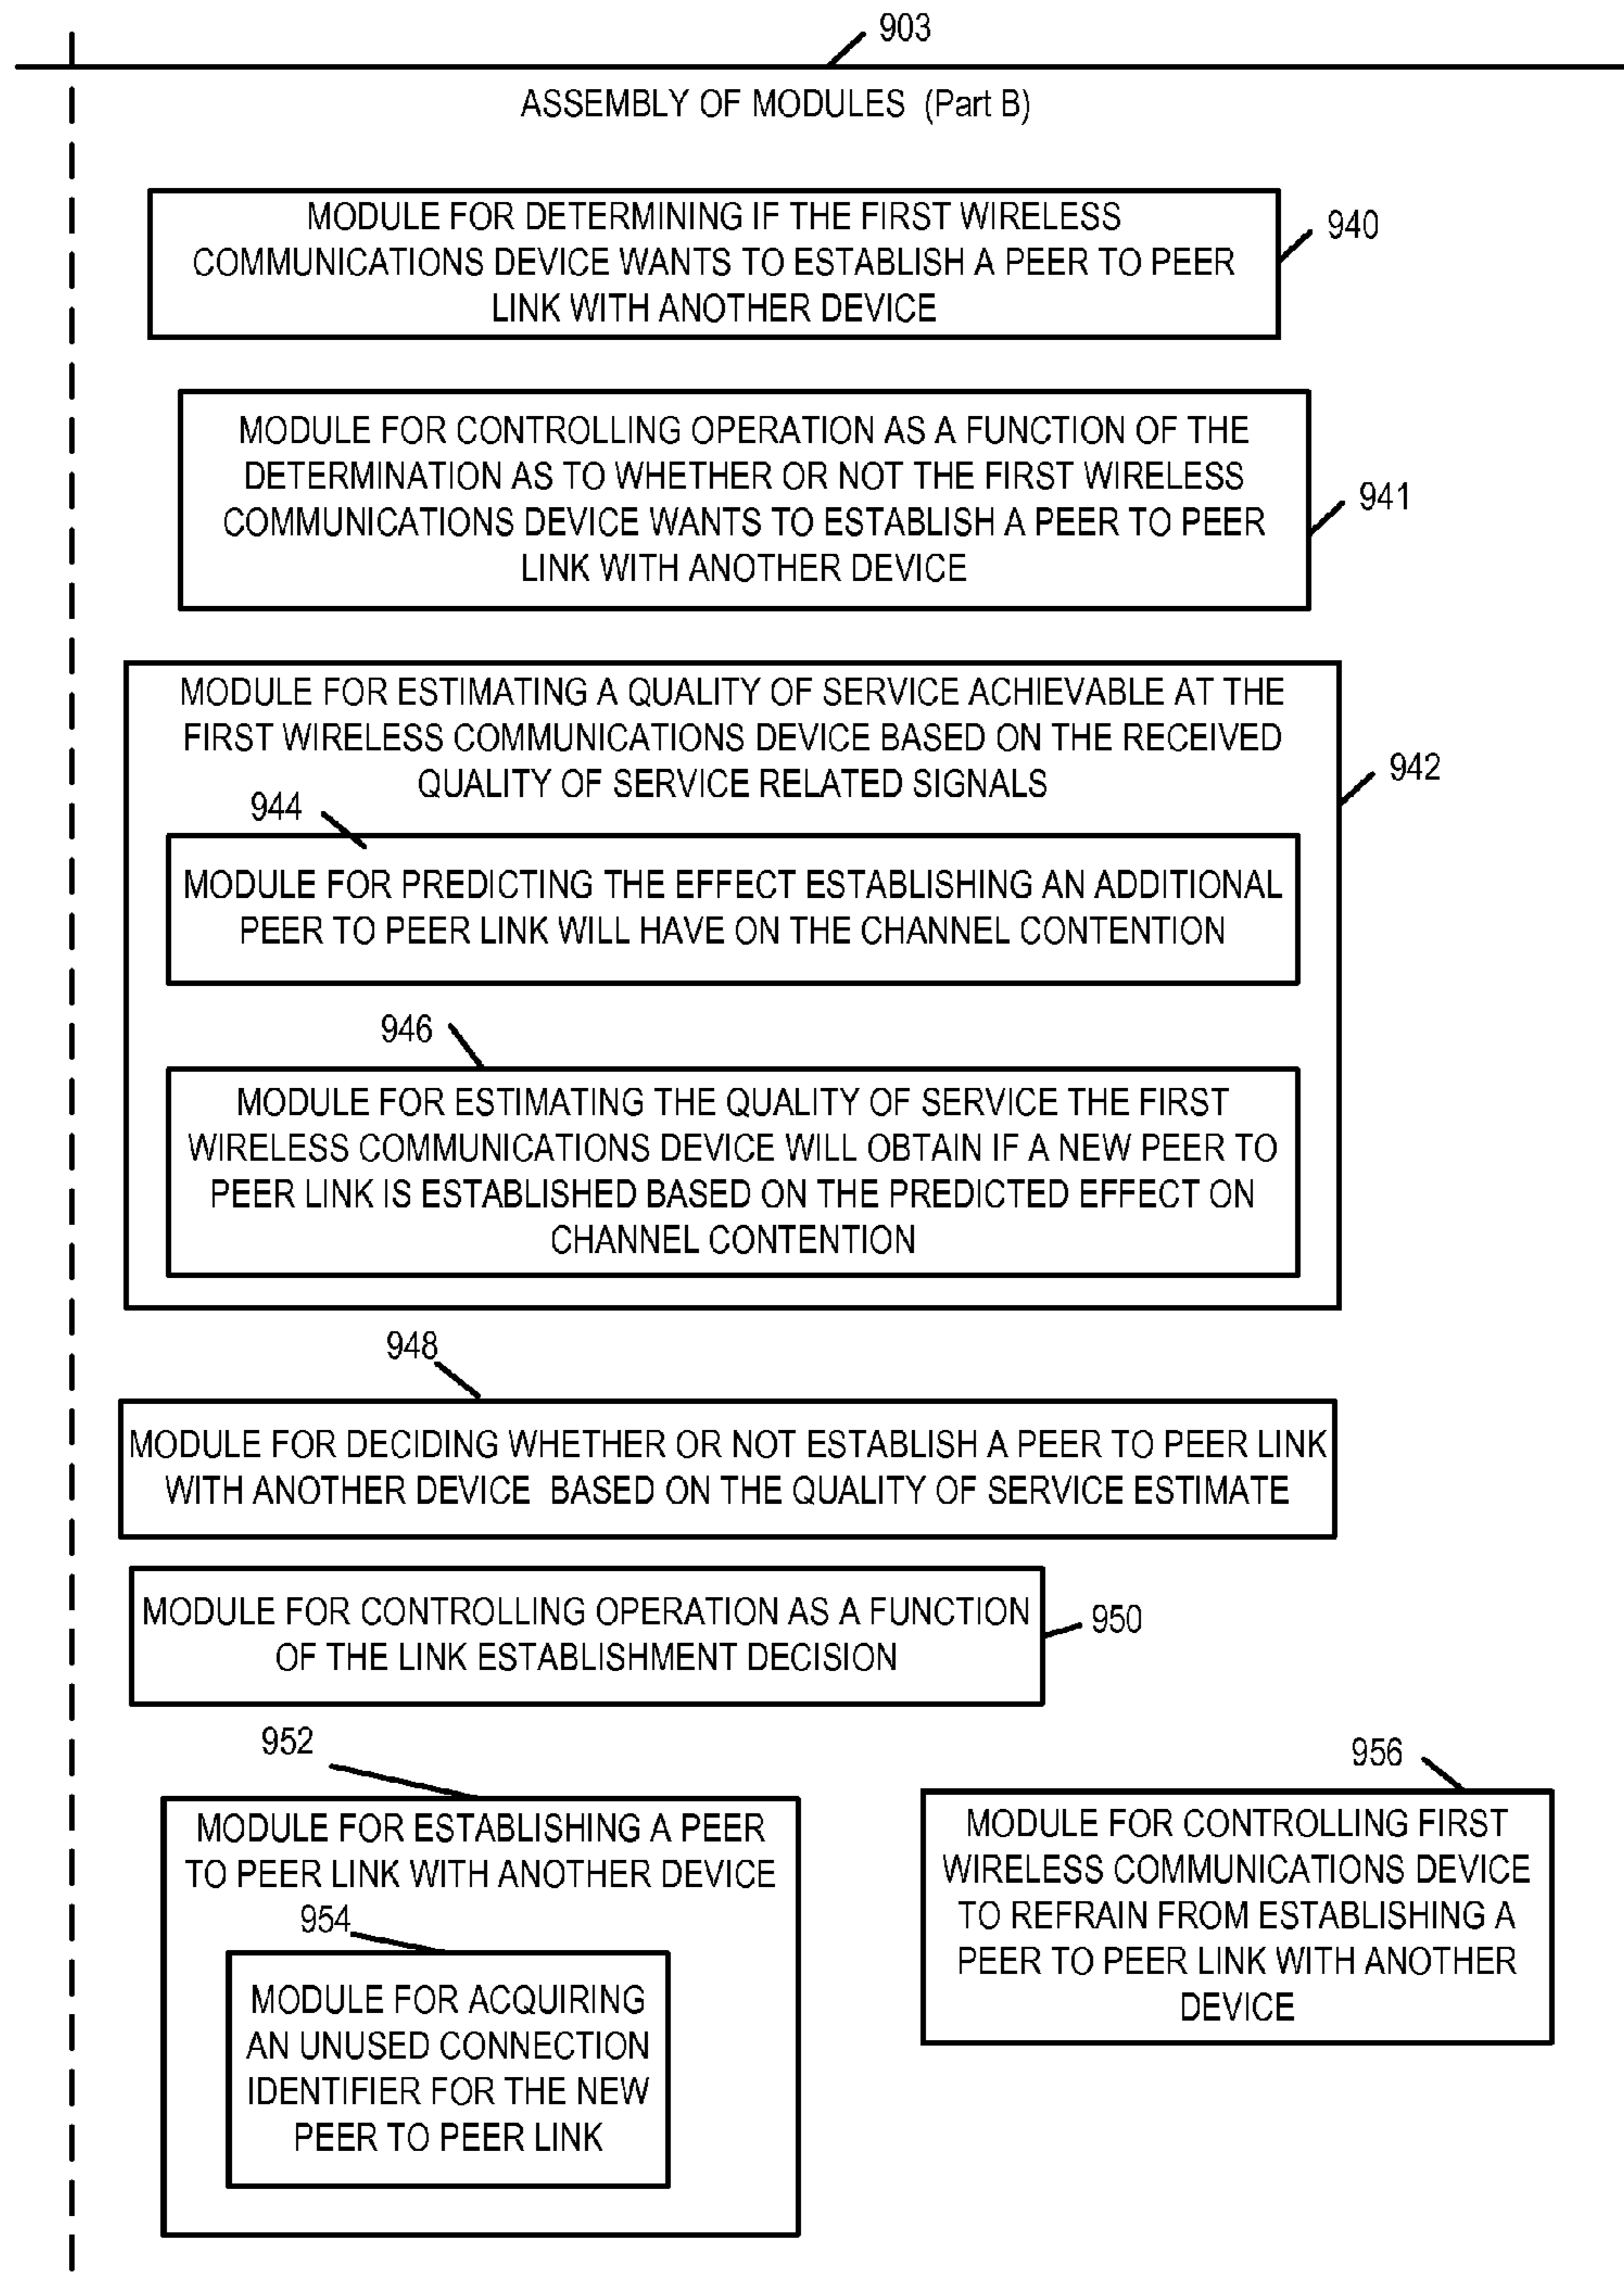 903
ASSEMBLY OF MODULES (Part B)
MODULE FOR DETERMINING IF THE FIRST WIRELESS
COMMUNICATIONS DEVICE WANTS TO ESTABLISH A PEER TO PEER
LINK WITH ANOTHER DEVICE
940
MODULE FOR CONTROLLING OPERATION AS A FUNCTION OF THE
DETERMINATION AS TO WHETHER OR NOT THE FIRST WIRELESS
COMMUNICATIONS DEVICE WANTS TO ESTABLISH A PEER TO PEER
LINK WITH ANOTHER DEVICE
941
MODULE FOR ESTIMATING A QUALITY OF SERVICE ACHIEVABLE AT THE
FIRST WIRELESS COMMUNICATIONS DEVICE BASED ON THE RECEIVED
QUALITY OF SERVICE RELATED SIGNALS
942
944
MODULE FOR PREDICTING THE EFFECT ESTABLISHING AN ADDITIONAL
PEER TO PEER LINK WILL HAVE ON THE CHANNEL CONTENTION
946
MODULE FOR ESTIMATING THE QUALITY OF SERVICE THE FIRST
WIRELESS COMMUNICATIONS DEVICE WILL OBTAIN IF A NEW PEER TO
PEER LINK IS ESTABLISHED BASED ON THE PREDICTED EFFECT ON
CHANNEL CONTENTION
948
MODULE FOR DECIDING WHETHER OR NOT ESTABLISH A PEER TO PEER LINK
WITH ANOTHER DEVICE BASED ON THE QUALITY OF SERVICE ESTIMATE
MODULE FOR CONTROLLING OPERATION AS A FUNCTION
OF THE LINK ESTABLISHMENT DECISION
950
952
MODULE FOR ESTABLISHING A PEER
TO PEER LINK WITH ANOTHER DEVICE
954
MODULE FOR ACQUIRING
AN UNUSED CONNECTION
IDENTIFIER FOR THE NEW
PEER TO PEER LINK
956
MODULE FOR CONTROLLING FIRST
WIRELESS COMMUNICATIONS DEVICE
TO REFRAIN FROM ESTABLISHING A
PEER TO PEER LINK WITH ANOTHER
DEVICE